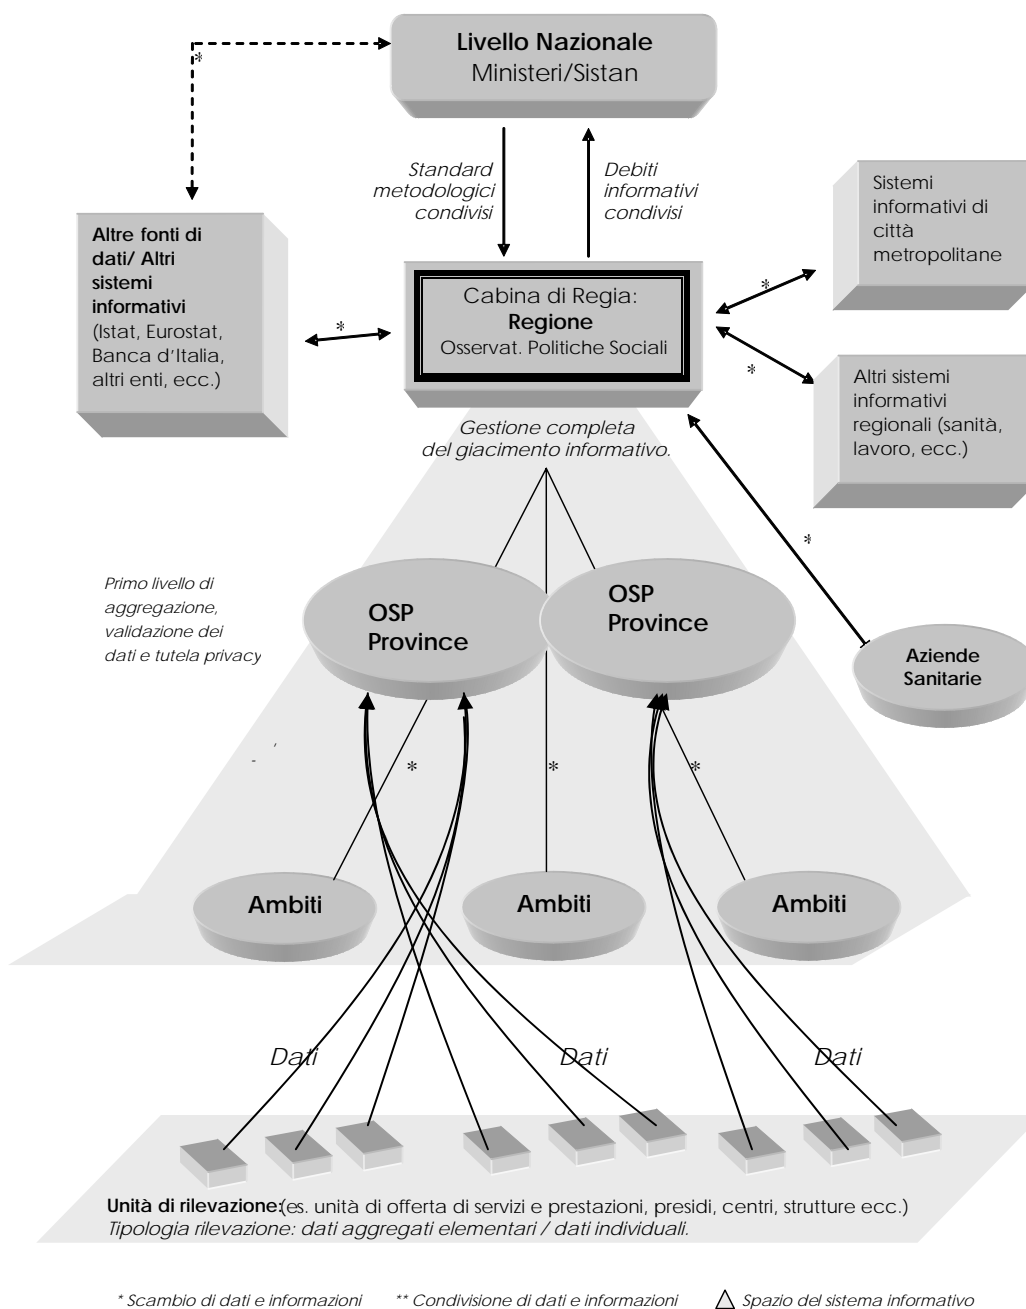 Livello Nazionale
Ministeri/Sistan
*
Standard
metodologici
condivisi
Debiti
informativi
condivisi
Sistemi
informativi di
città
metropolitane
Altre fonti di
dati/ Altri
sistemi
informativi
(Istat, Eurostat,
Banca d'Italia,
altri enti, ecc.)
*
Cabina di Regia:
Regione
Osservat. Politiche Sociali
*
*
Altri sistemi
informativi
regionali (sanità,
lavoro, ecc.)
Gestione completa
del giacimento informativo.
*
Primo livello di
aggregazione,
validazione dei
dati e tutela privacy
OSP
Province
OSP
Province
Aziende
Sanitarie
*
*
*
Ambiti
Ambiti
Ambiti
Dati
Dati
Dati
Unità di rilevazione:(es. unità di offerta di servizi e prestazioni, presidi, centri, strutture ecc.)
Tipologia rilevazione: dati aggregati elementari / dati individuali.
* Scambio di dati e informazioni
** Condivisione di dati e informazioni
Spazio del sistema informativo